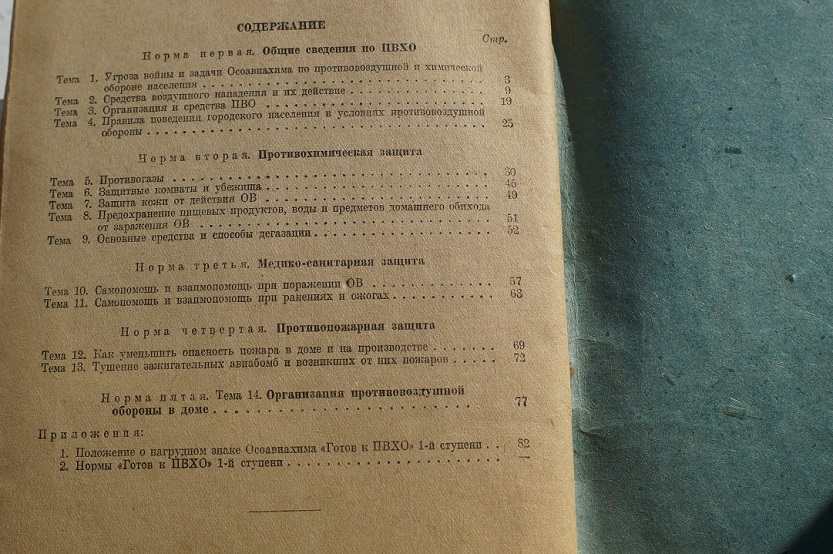 СОДЕРЖАНИЕ
Стр.
Норма первая. Общие сведения по ПВХО
Тема 1. Угроза войны и задачи Осоавиахима по противовоздушной и химической
обороне населения . . . . . . . . . . . . . . . . . . . . . . . . 3
Тема 2. Средства воздушного нападения и их действие . . . . . . . . . . 9
Тема 3. Организация и средства ПВО . . . . . . . . . . . . . . . . . . 19
Тема 4. Правила поведения городского населения в условиях противовоздушной
обороны . . . . . . . . . . . . . . . . . . . . . . . . . . . . . 25
Норма вторая. Противохимическая защита
Тема 5. Противогазы . . . . . . . . . . . . . . . . . . . . . . . . . 30
Тема 6. Защитные комнаты и убежища . . . . . . . . . . . . . . . . . . 45
Тема 7. Защита кожи от действия ОВ . . . . . . . . . . . . . . . . . . 49
Тема 8. Предохранение пищевых продуктов, воды и предметов домашнего обихода
от заражения ОВ . . . . . . . . . . . . . . . . . . . . . . . . . 51
Тема 9. Основные средства и способы дегазации . . . . . . . . . . . . . 52
Норма третья. Медико-санитарная защита
Тема 10. Самопомощь и взаимопомощь при поражении ОВ . . . . . . . . . 57
Тема 11. Самопомощь и взаимопомощь при ранениях и ожогах . . . . . . . 63
Норма четвертая. Противопожарная защита
Тема 12. Как уменьшить опасность пожара в доме и на производстве . . . . . 69
Тема 13. Тушение зажигательных авиабомб и возникших от них пожаров . . . . 72
Норма пятая. Тема 14. Организация противовоздушной
обороны в доме . . . . . . . . . . . . . . . . . . . . . . 77
Приложения:
1. Положение о нагрудном знаке Осоавиахима «Готов к ПВХО» 1-й ступени . . 82
2. Нормы «Готов к ПВХО» 1-й ступени . . . . . . . . . . . . . . . . . —